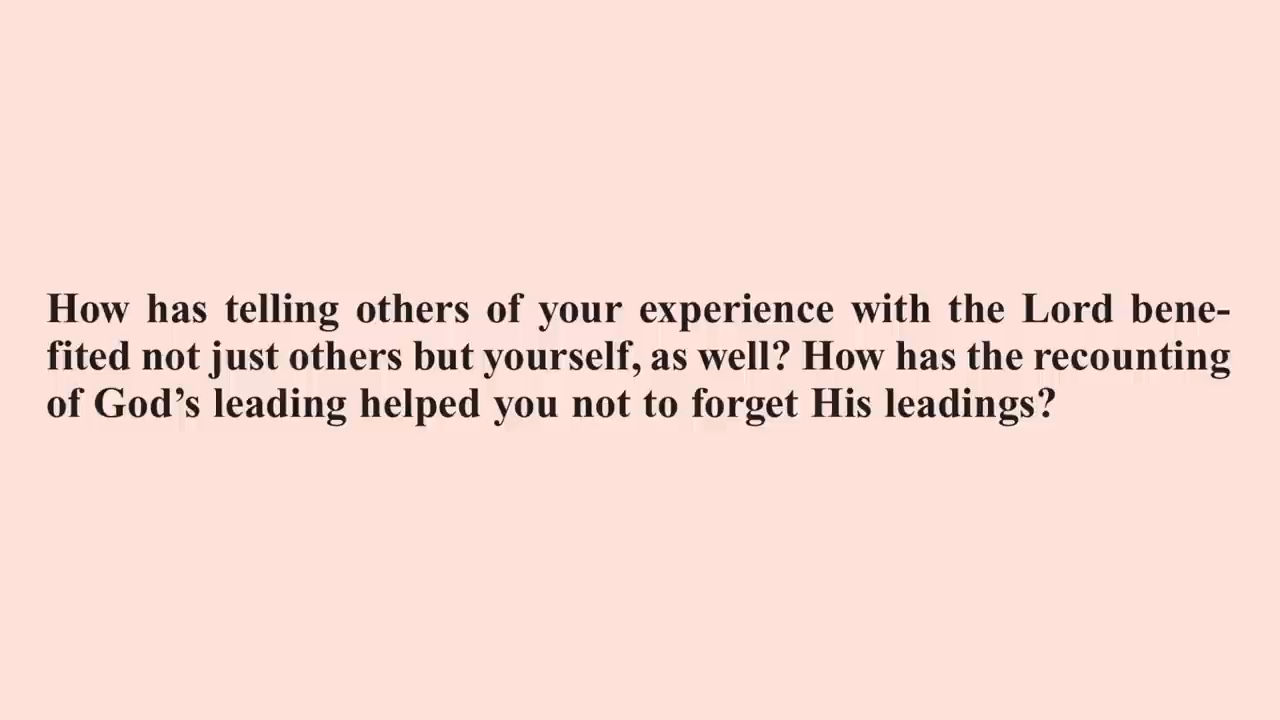 How has telling others of your experience with the Lord bene-
fited not just others but yourself, as well? How has the recounting
of God’s leading helped you not to forget His leadings?